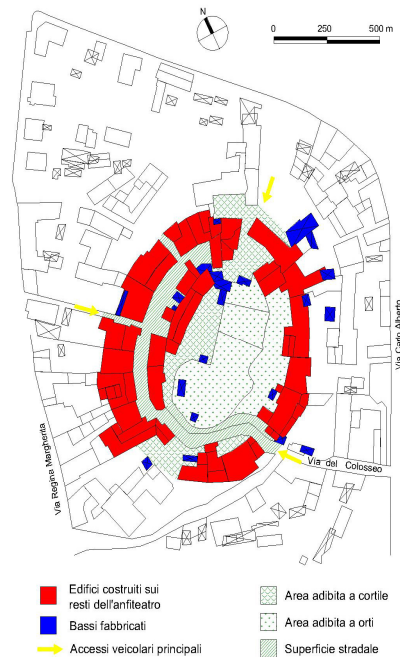 N
0 250 500 m
Via Carlo Alberto
Via Regina Margherita
Via del Colosseo
Edifici costruiti sui
resti dell'anfiteatro
Bassi fabbricati
Accessi veicolari principali
Area adibita a cortile
Area adibita a orti
Superficie stradale